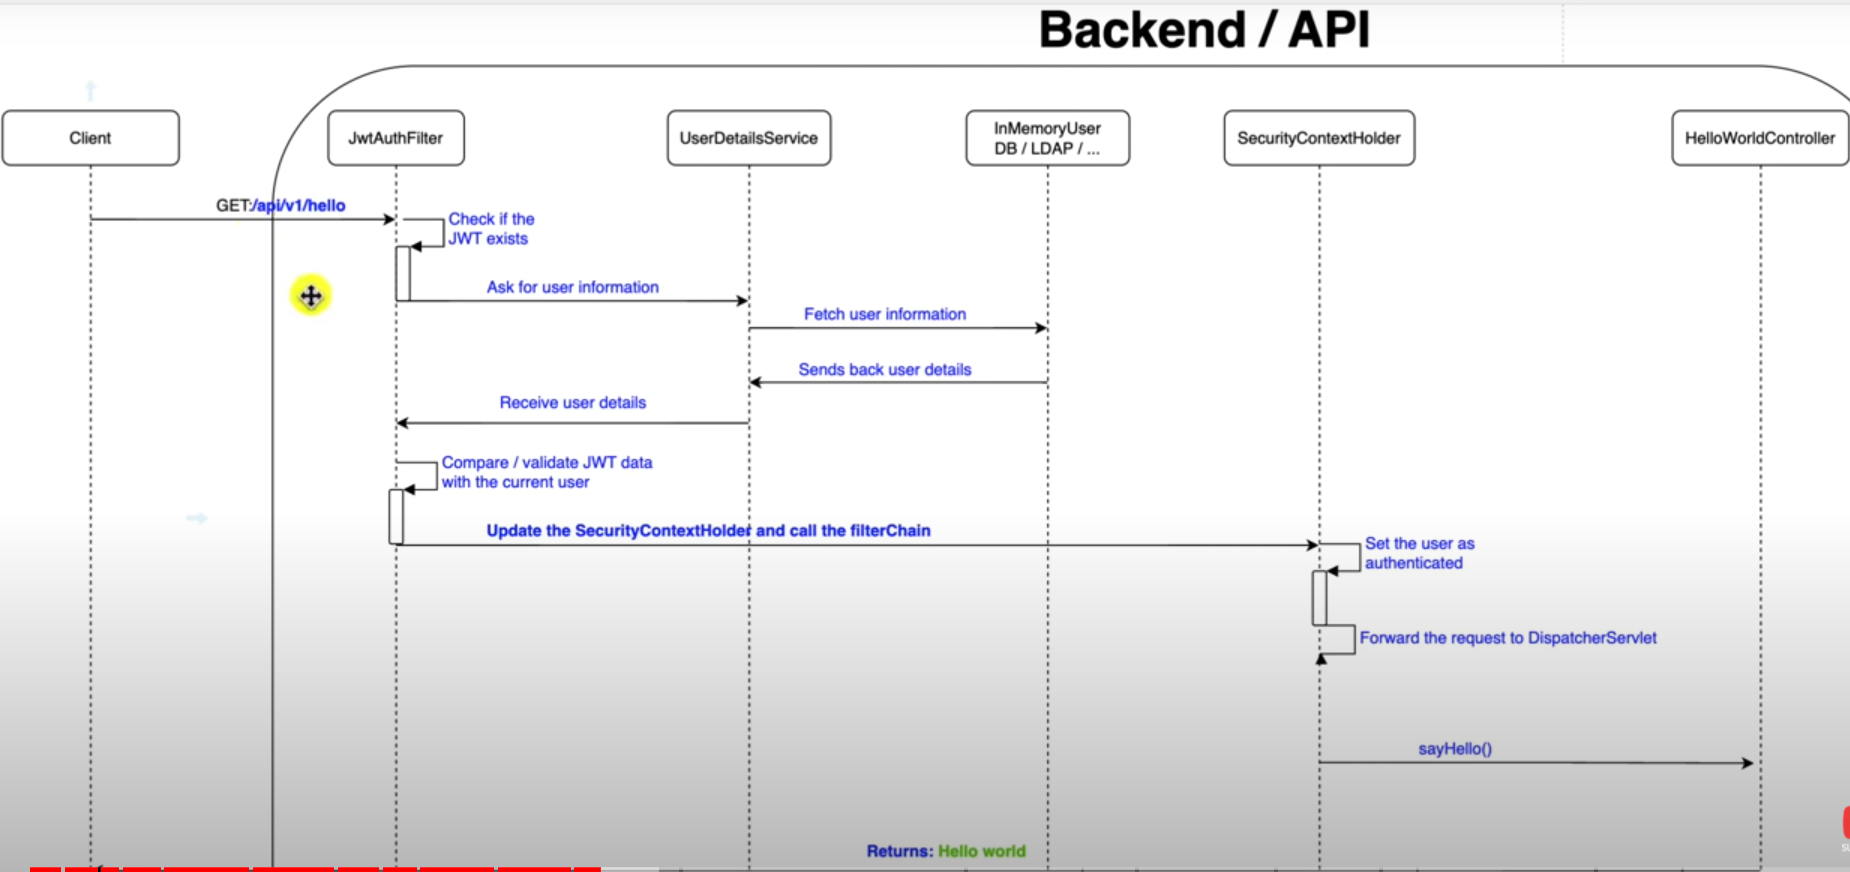 Backend / API
Client
JwtAuthFilter
UserDetailsService
InMemoryUser
DB / LDAP / ...
SecurityContextHolder
HelloWorldController
GET:/api/v1/hello
Check if the
JWT exists
Ask for user information
Fetch user information
Sends back user details
Receive user details
Compare / validate JWT data
with the current user
Update the SecurityContextHolder and call the filterChain
Set the user as
authenticated
Forward the request to DispatcherServlet
sayHello()
Returns: Hello world